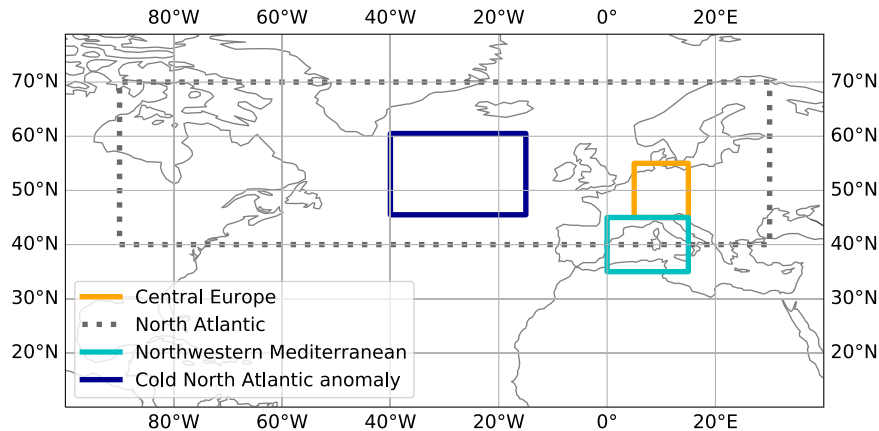 80°W 60°W 40°W 20°W 0° 20°E
70°N 70°N
60°N 60°N
50°N 50°N
40°N 40°N
30°N 30°N
20°N 20°N
Central Europe
North Atlantic
Northwestern Mediterranean
Cold North Atlantic anomaly
80°W 60°W 40°W 20°W 0° 20°E